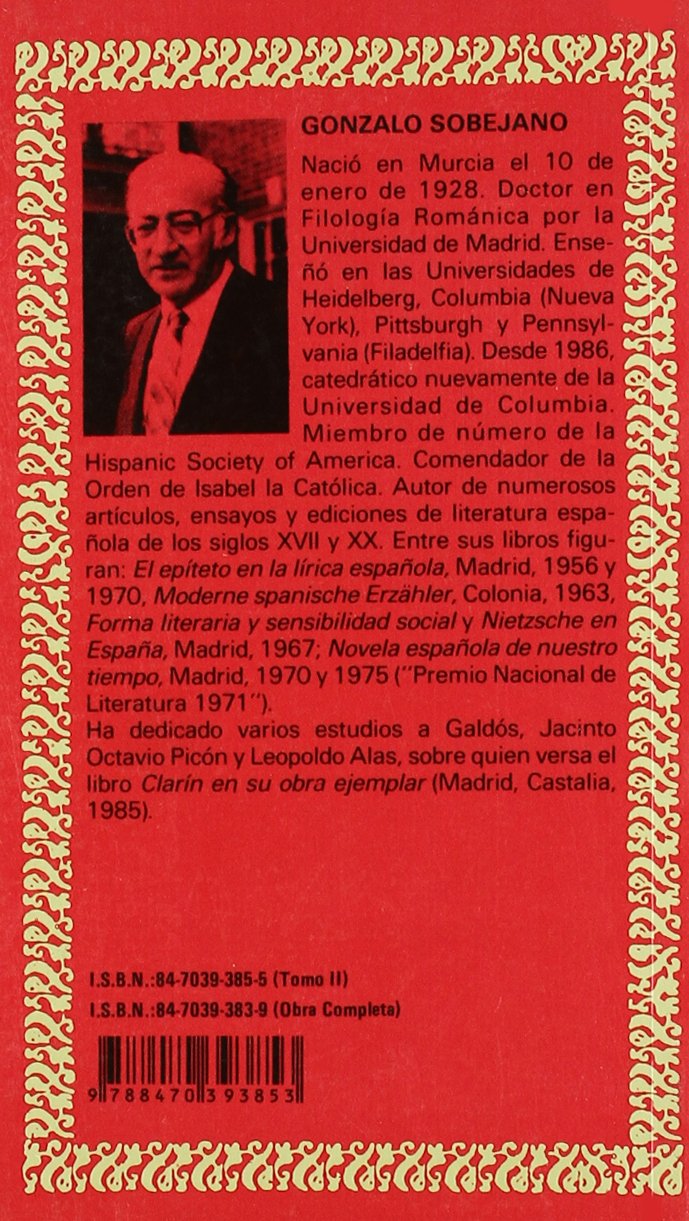 GONZALO SOBEJANO
Nació en Murcia el 10 de
enero de 1928. Doctor en
Filología Románica por la
Universidad de Madrid. Ense-
ñó en las Universidades de
Heidelberg, Columbia (Nueva
York), Pittsburgh y Pennsyl-
vania (Filadelfia). Desde 1986,
catedrático nuevamente de la
Universidad de Columbia.
Miembro de número de la
Hispanic Society of America. Comendador de la
Orden de Isabel la Católica. Autor de numerosos
artículos, ensayos y ediciones de literatura espa-
ñola de los siglos XVII y XX. Entre sus libros figu-
ran: El epíteto en la lírica española, Madrid, 1956 y
1970, Moderne spanische Erzähler, Colonia, 1963,
Forma literaria y sensibilidad social y Nietzsche en
España, Madrid, 1967; Novela española de nuestro
tiempo, Madrid, 1970 y 1975 ("Premio Nacional de
Literatura 1971").
Ha dedicado varios estudios a Galdós, Jacinto
Octavio Picón y Leopoldo Alas, sobre quien versa el
libro Clarín en su obra ejemplar (Madrid, Castalia,
1985).
I.S.B.N.:84-7039-385-5 (Tomo II)
I.S.B.N.:84-7039-383-9 (Obra Completa)
9 788470 393853